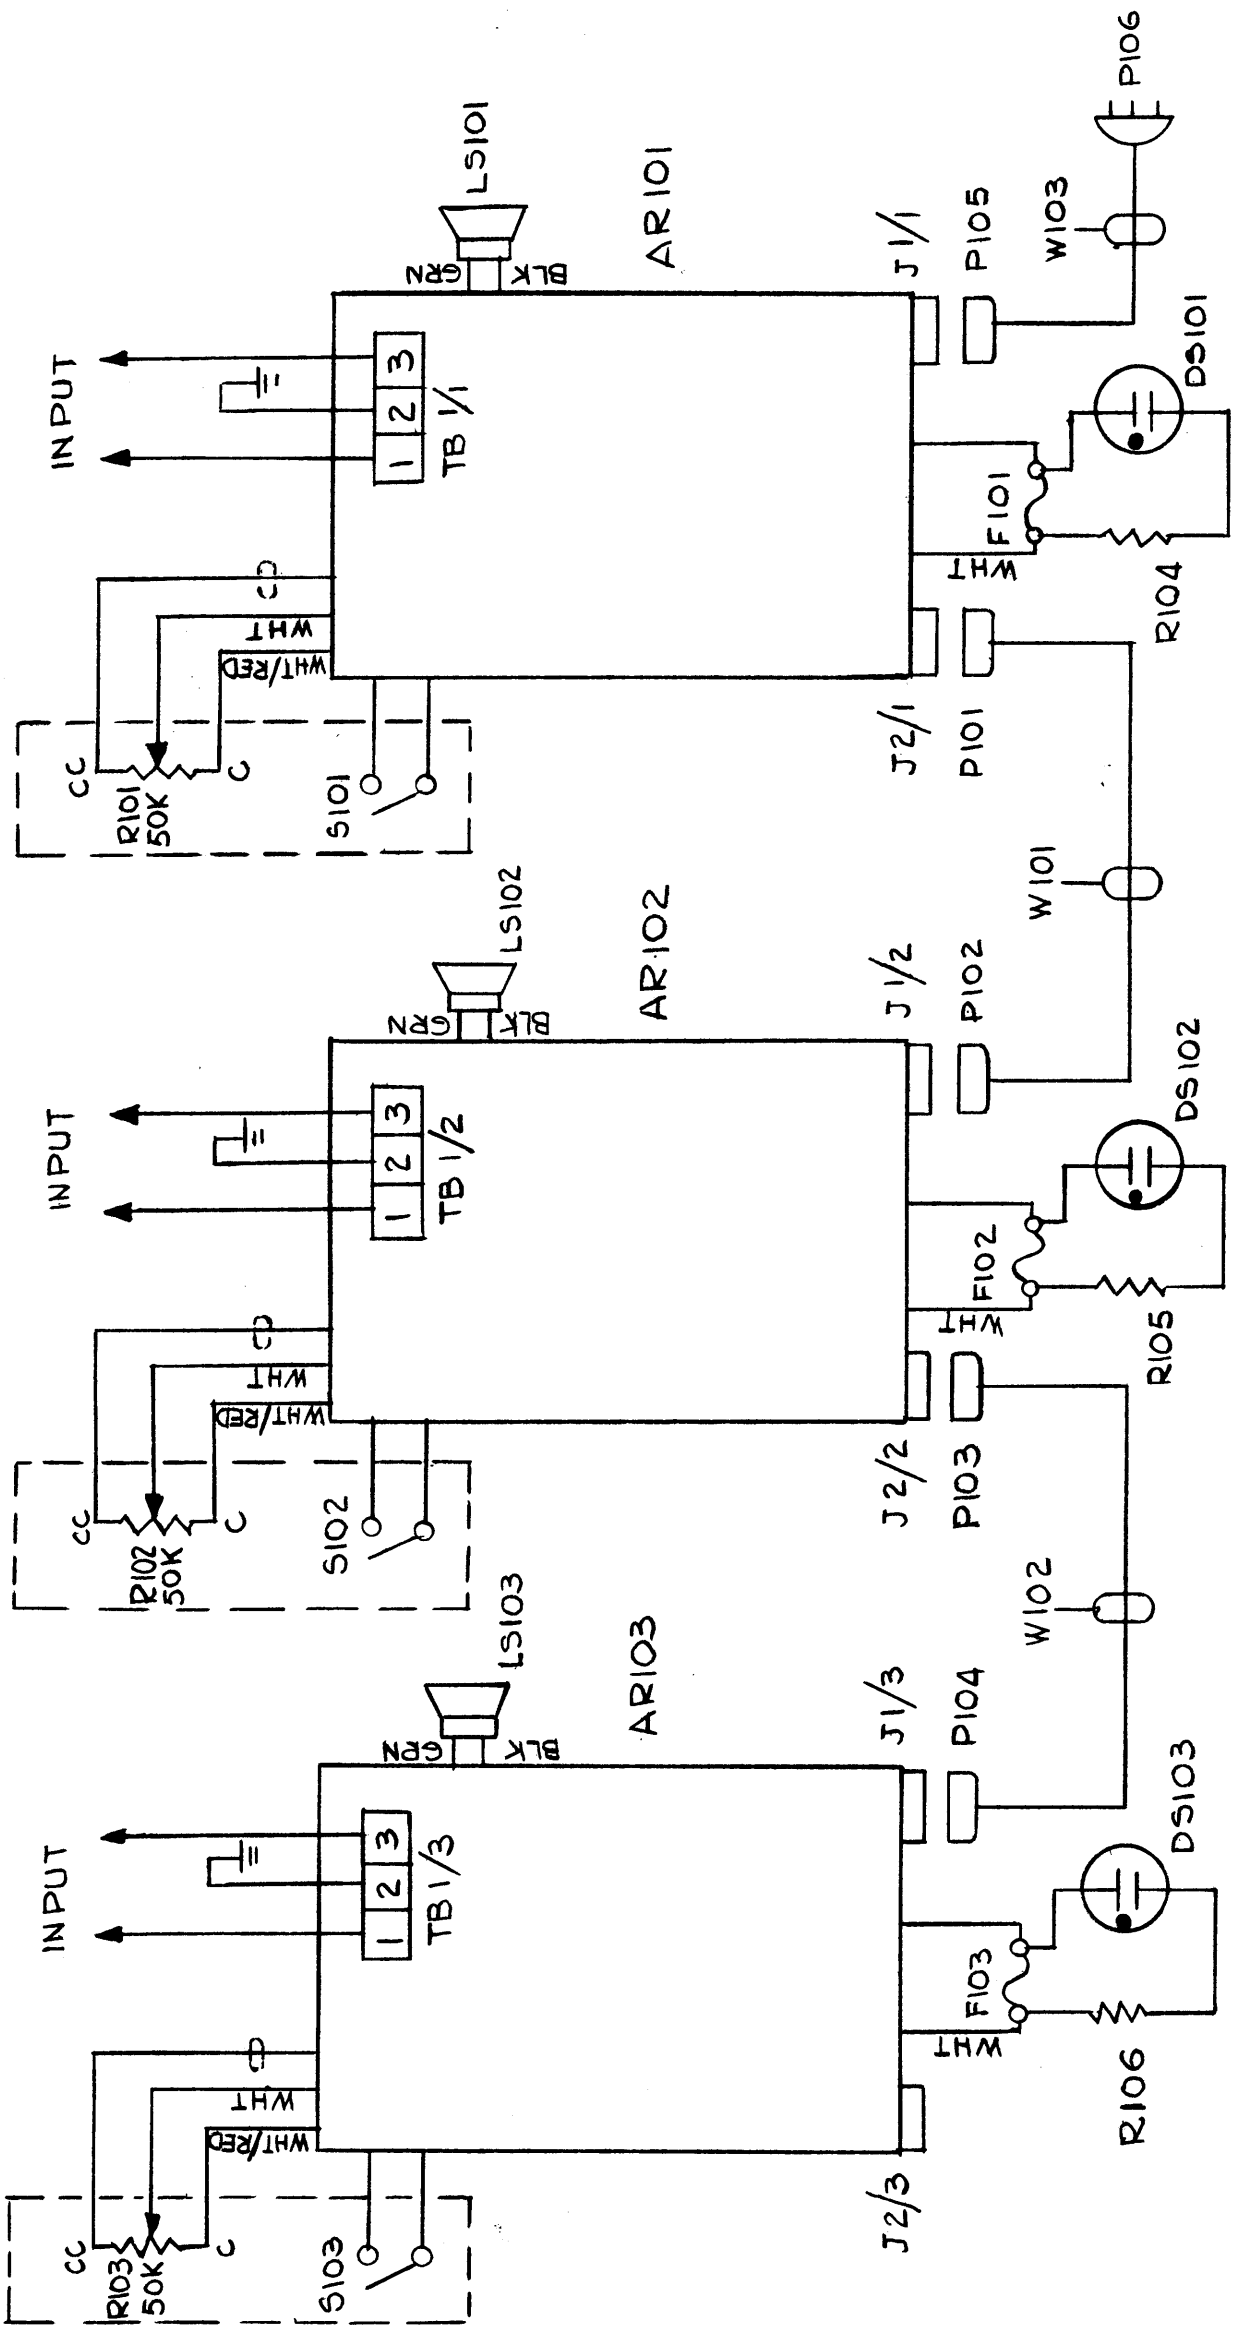 INPUT
CC
R103
50K
C
WHT/RED
WHT
S103
1 2 3
TB1/3
GRN
BLK
LS103
AR103
J2/3
WHT
F103
R106
DS103
J1/3
P104
W102
INPUT
CC
R102
50K
C
WHT/RED
WHT
S102
1 2 3
TB1/2
GRN
BLK
LS102
AR102
J2/2
P103
WHT
F102
R105
DS102
J1/2
P102
W101
INPUT
CC
R101
50K
C
WHT/RED
WHT
S101
1 2 3
TB 1/1
GRN
BLK
LS101
AR101
J2/1
P101
WHT
F101
R104
DS101
J1/1
P105
W103
P106